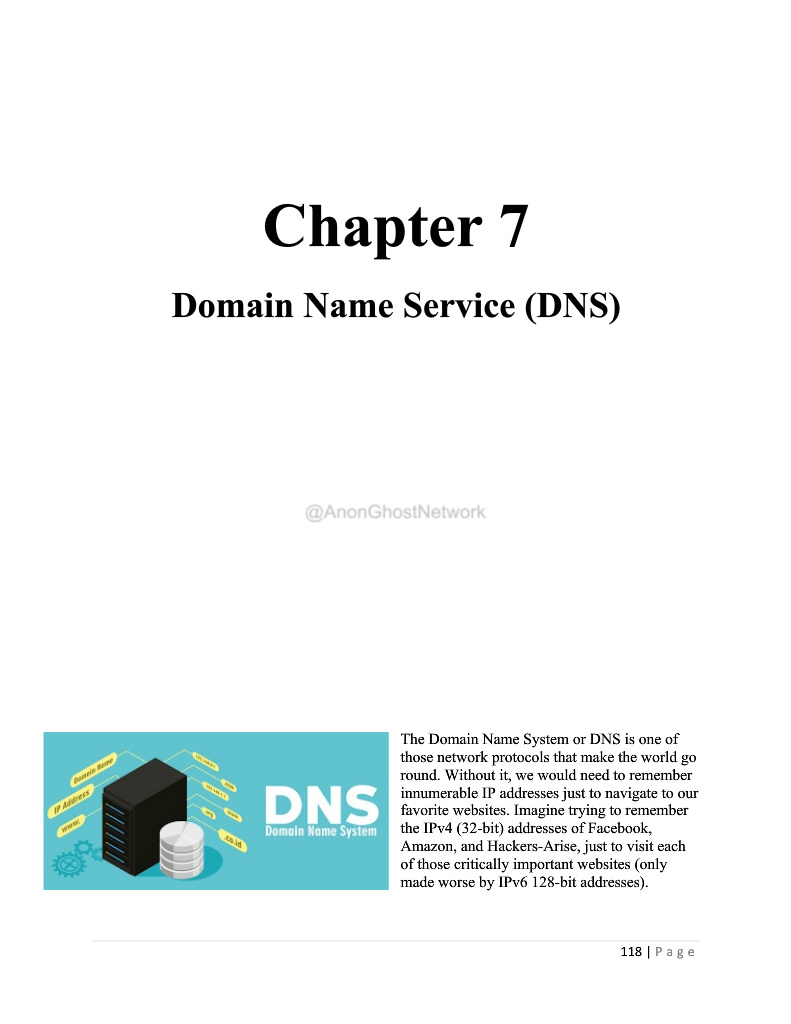 Chapter 7
Domain Name Service (DNS)
@AnonGhostNetwork
Domain Name
IP Address
www.
.org
.co.id
DNS
Domain Name System
The Domain Name System or DNS is one of
those network protocols that make the world go
round. Without it, we would need to remember
innumerable IP addresses just to navigate to our
favorite websites. Imagine trying to remember
the IPv4 (32-bit) addresses of Facebook,
Amazon, and Hackers-Arise, just to visit each
of those critically important websites (only
made worse by IPv6 128-bit addresses).
118 | Page